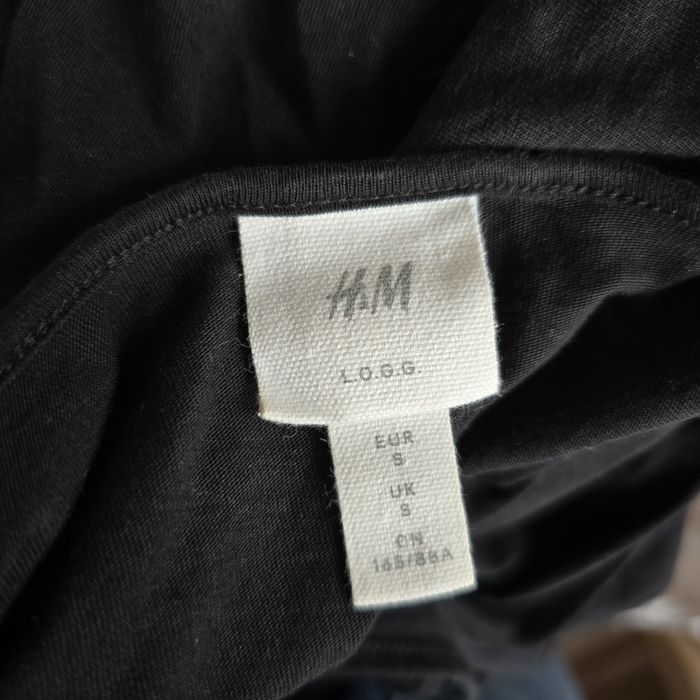 H&M
L.O.G.G.
EUR
S
UK
S
CN
165/88A